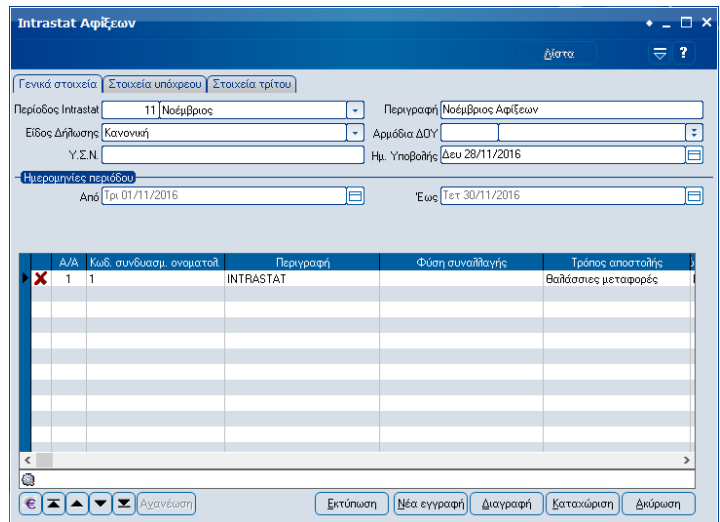 Intrastat Αφίξεων
Λίστα ?
Γενικά στοιχεία Στοιχεία υπόχρεου Στοιχεία τρίτου
Περίοδος Intrastat 11 Νοέμβριος Περιγραφή Νοέμβριος Αφίξεων
Είδος Δήλωσης Κανονική Αρμόδια ΔΟΥ
Υ.Σ.Ν. Ημ. Υποβολής Δευ 28/11/2016
Ημερομηνίες περιόδου
Από Τρι 01/11/2016 Έως Τετ 30/11/2016
Α/Α Κωδ. συνδυασμ. ονοματολ. Περιγραφή Φύση συναλλαγής Τρόπος αποστολής
1 1 INTRASTAT Θαλάσσιες μεταφορές
€ Ανανέωση Εκτύπωση Νέα εγγραφή Διαγραφή Καταχώριση Ακύρωση